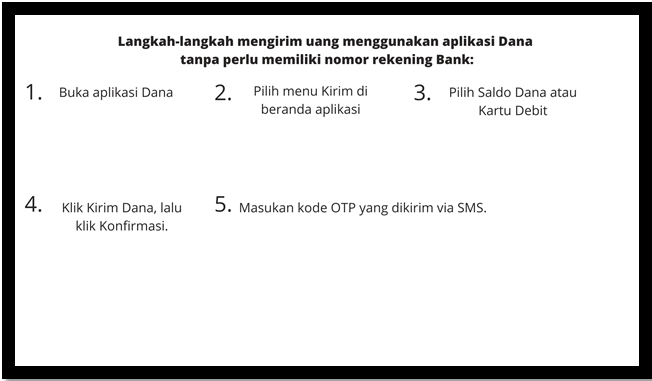 Langkah-langkah mengirim uang menggunakan aplikasi Dana
tanpa perlu memiliki nomor rekening Bank:
1. Buka aplikasi Dana
2. Pilih menu Kirim di
beranda aplikasi
3. Pilih Saldo Dana atau
Kartu Debit
4. Klik Kirim Dana, lalu
klik Konfirmasi.
5. Masukan kode OTP yang dikirim via SMS.